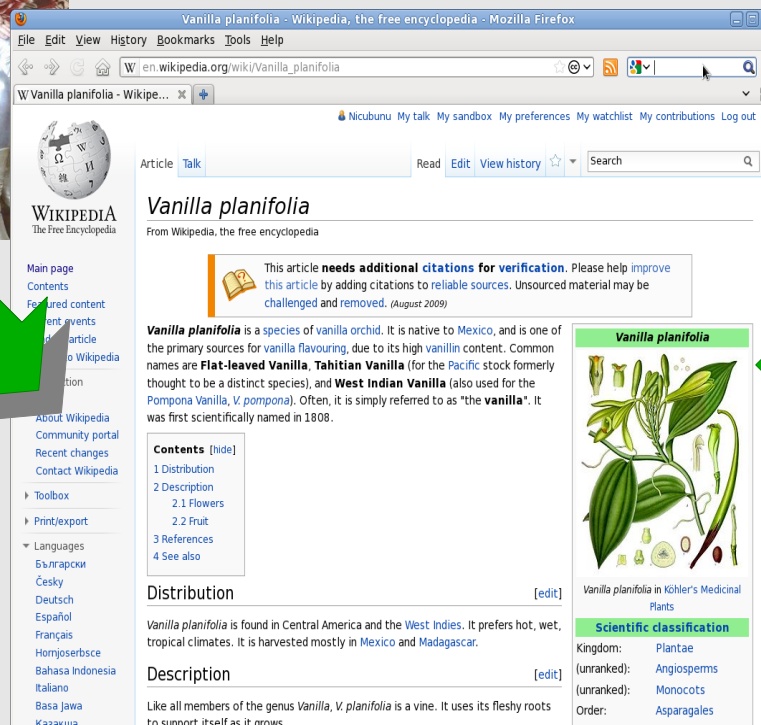 Vanilla planifolia - Wikipedia, the free encyclopedia - Mozilla Firefox
File Edit View History Bookmarks Tools Help
W en.wikipedia.org/wiki/Vanilla_planifolia
W Vanilla planifolia - Wikipe...
Nicubunu My talk My sandbox My preferences My watchlist My contributions Log out
Article Talk Read Edit View history Search
WIKIPEDIA
The Free Encyclopedia
Main page
Contents
Featured content
events
article
to Wikipedia
About Wikipedia
Community portal
Recent changes
Contact Wikipedia
Toolbox
Print/export
Languages
Български
Česky
Deutsch
Español
Français
Hornjoserbsce
Bahasa Indonesia
Italiano
Basa Jawa
Казақша
Vanilla planifolia
From Wikipedia, the free encyclopedia
This article needs additional citations for verification. Please help improve
this article by adding citations to reliable sources. Unsourced material may be
challenged and removed. (August 2009)
Vanilla planifolia is a species of vanilla orchid. It is native to Mexico, and is one of
the primary sources for vanilla flavouring, due to its high vanillin content. Common
names are Flat-leaved Vanilla, Tahitian Vanilla (for the Pacific stock formerly
thought to be a distinct species), and West Indian Vanilla (also used for the
Pompona Vanilla, V. pompona). Often, it is simply referred to as "the vanilla". It
was first scientifically named in 1808.
Contents [hide]
1 Distribution
2 Description
2.1 Flowers
2.2 Fruit
3 References
4 See also
Distribution [edit]
Vanilla planifolia is found in Central America and the West Indies. It prefers hot, wet,
tropical climates. It is harvested mostly in Mexico and Madagascar.
Description [edit]
Like all members of the genus Vanilla, V. planifolia is a vine. It uses its fleshy roots
to support itself as it grows.
Vanilla planifolia
Vanilla planifolia in Köhler's Medicinal
Plants
Scientific classification
Kingdom: Plantae
(unranked): Angiosperms
(unranked): Monocots
Order: Asparagales